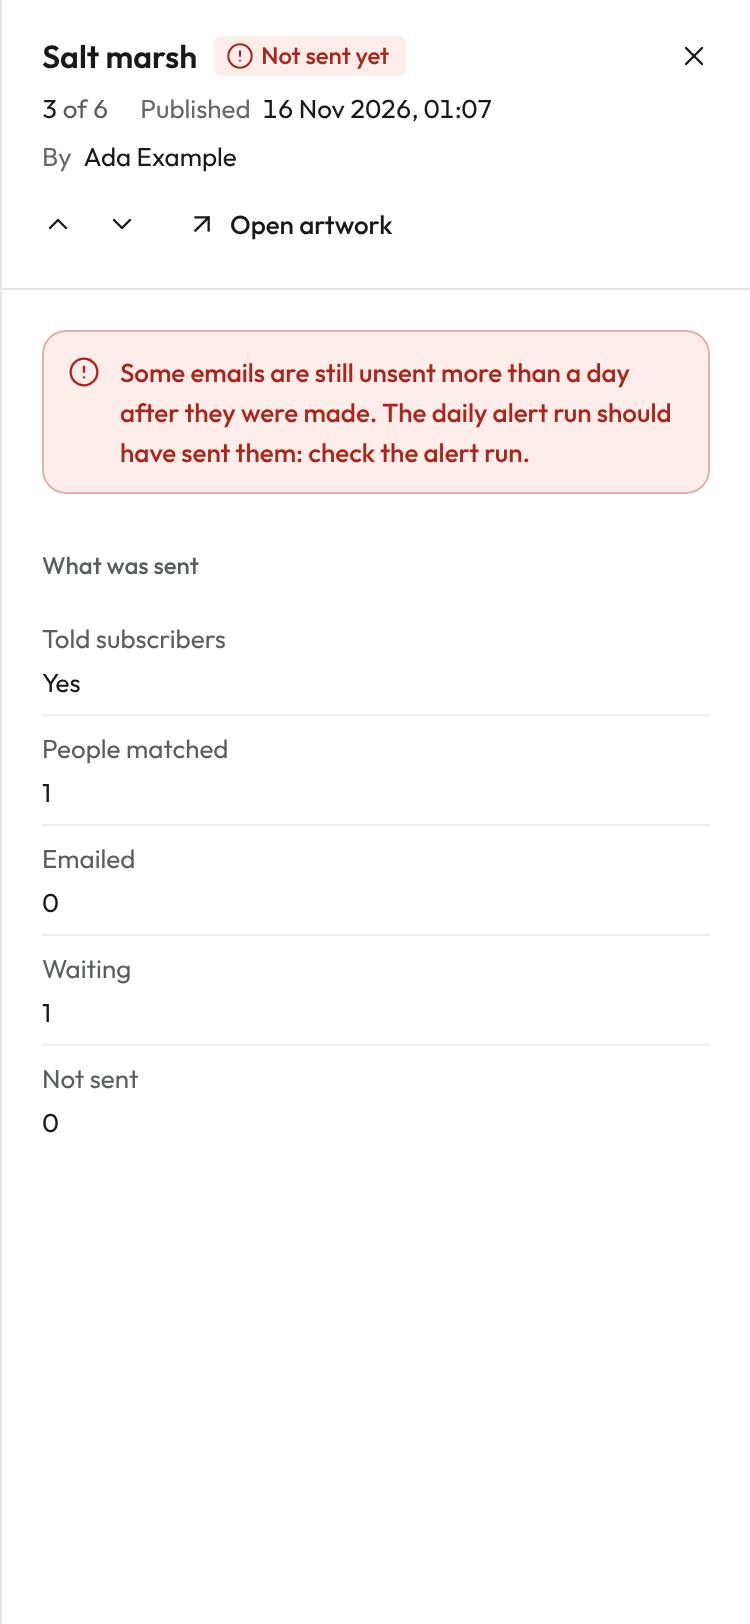 Salt marsh Not sent yet
3 of 6 Published 16 Nov 2026, 01:07
By Ada Example
Open artwork
Some emails are still unsent more than a day
after they were made. The daily alert run should
have sent them: check the alert run.
What was sent
Told subscribers
Yes
People matched
1
Emailed
0
Waiting
1
Not sent
0